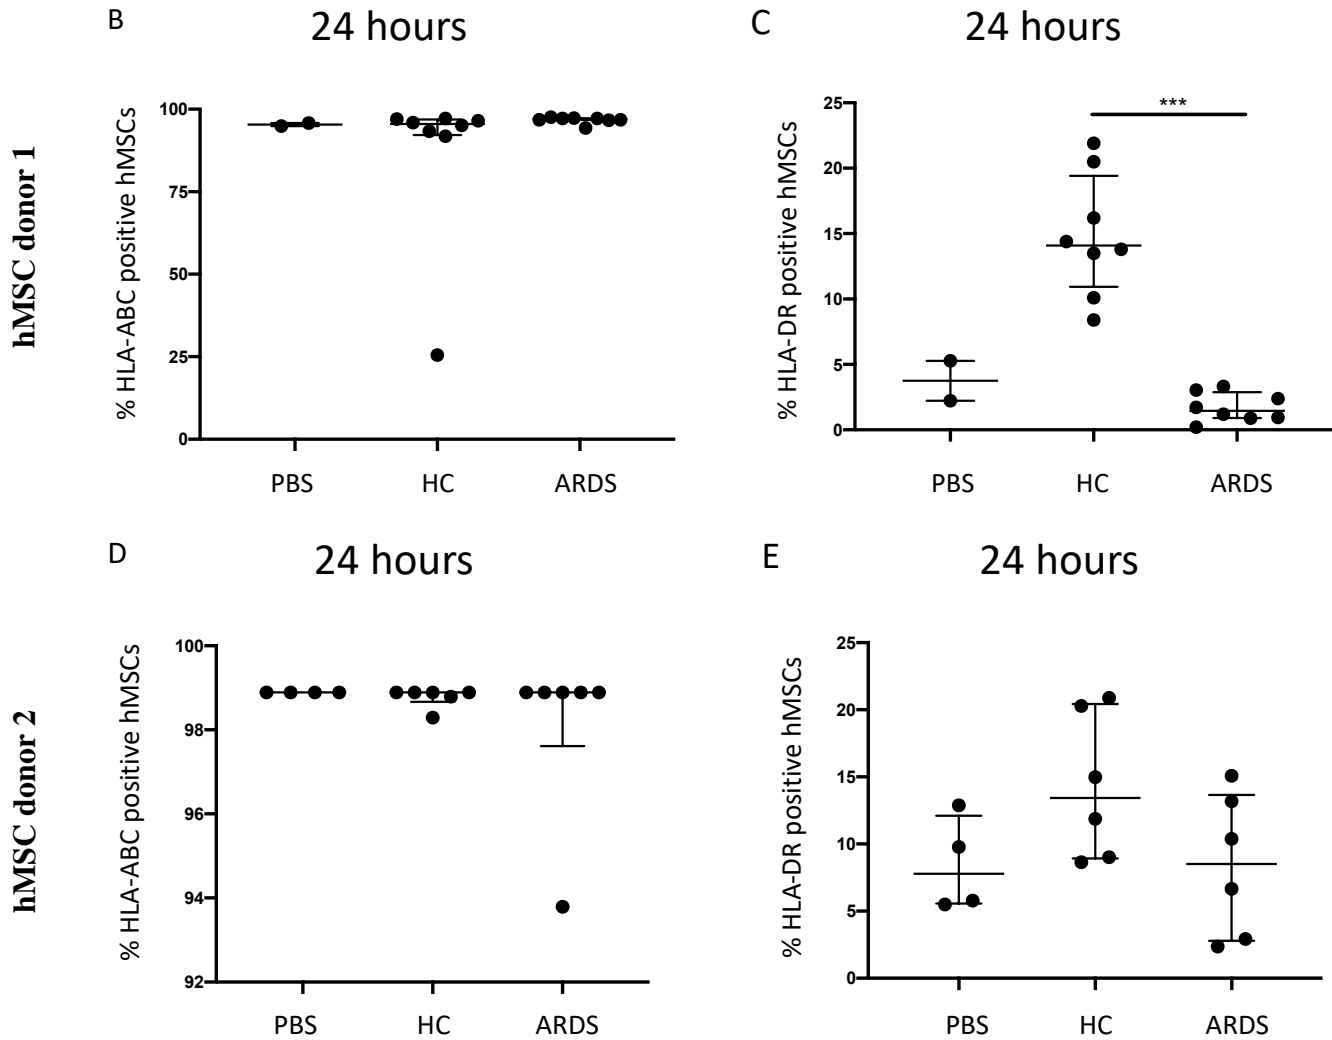 B
24 hours
hMSC donor 1
% HLA-ABC positive hMSCs
100
75
50
25
0
PBS HC ARDS
C
24 hours
% HLA-DR positive hMSCs
25
20
15
10
5
0
***
PBS HC ARDS
D
24 hours
hMSC donor 2
% HLA-ABC positive hMSCs
100
98
96
94
92
PBS HC ARDS
E
24 hours
% HLA-DR positive hMSCs
25
20
15
10
5
0
PBS HC ARDS